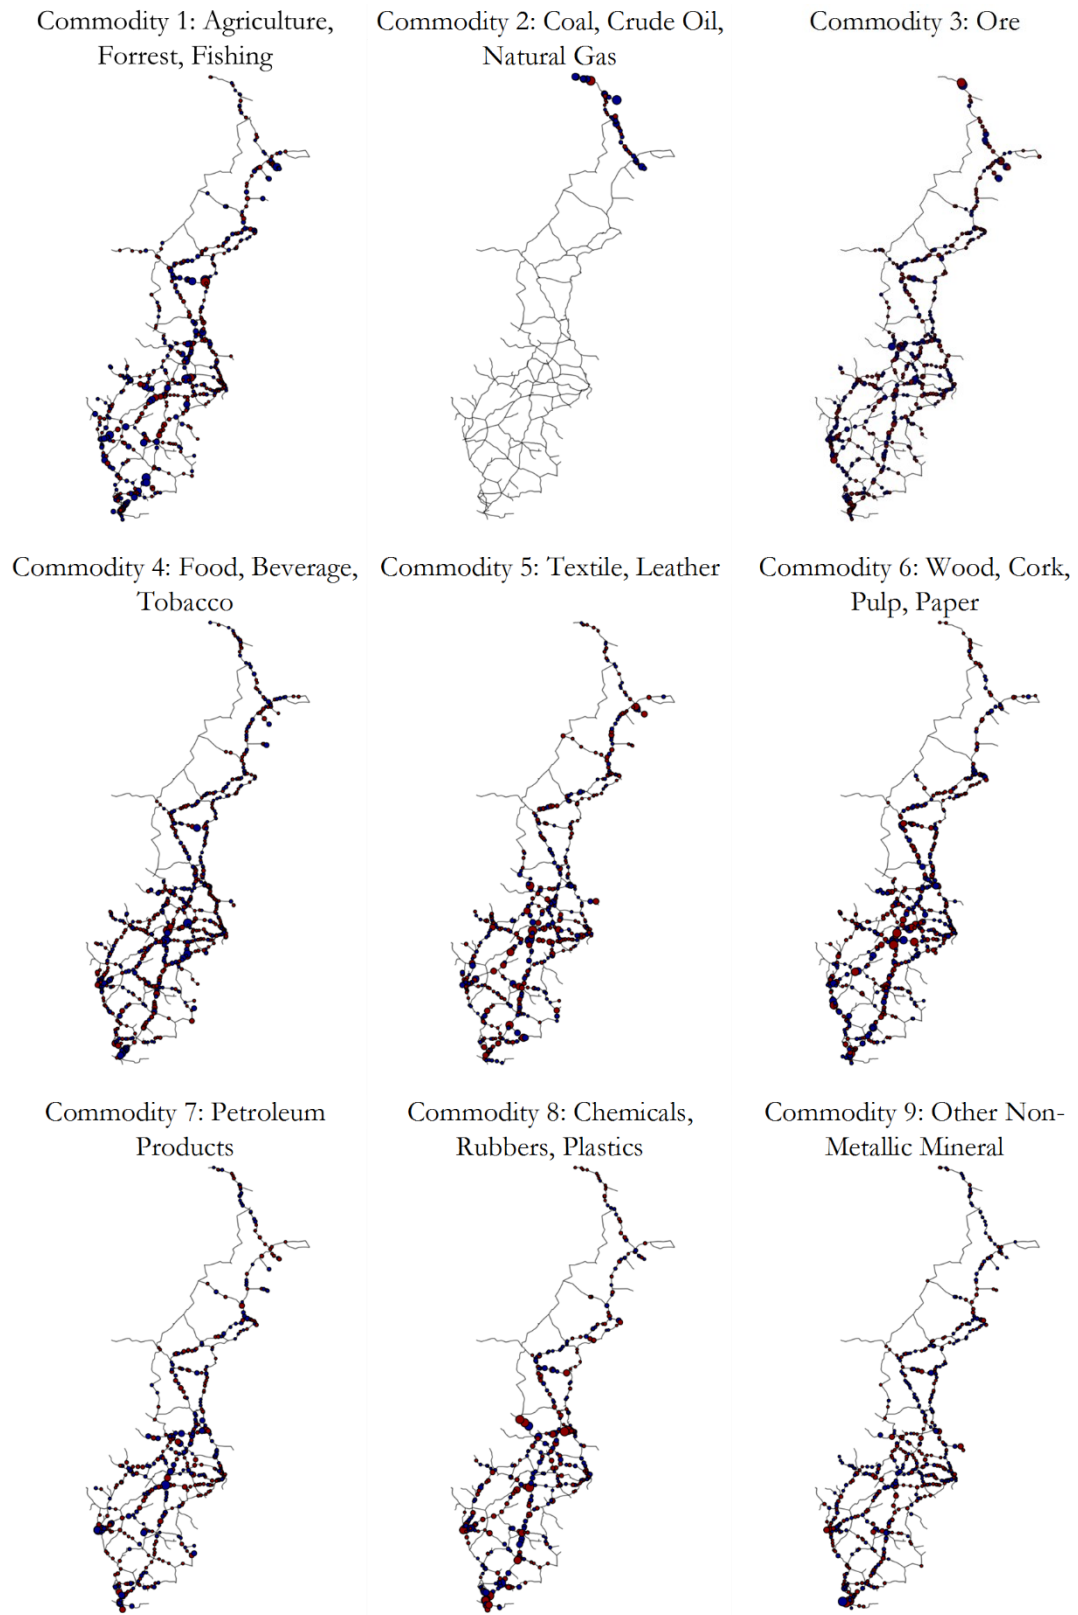 Commodity 1: Agriculture,
Forrest, Fishing
Commodity 2: Coal, Crude Oil,
Natural Gas
Commodity 3: Ore
Commodity 4: Food, Beverage,
Tobacco
Commodity 5: Textile, Leather
Commodity 6: Wood, Cork,
Pulp, Paper
Commodity 7: Petroleum
Products
Commodity 8: Chemicals,
Rubbers, Plastics
Commodity 9: Other Non-
Metallic Mineral